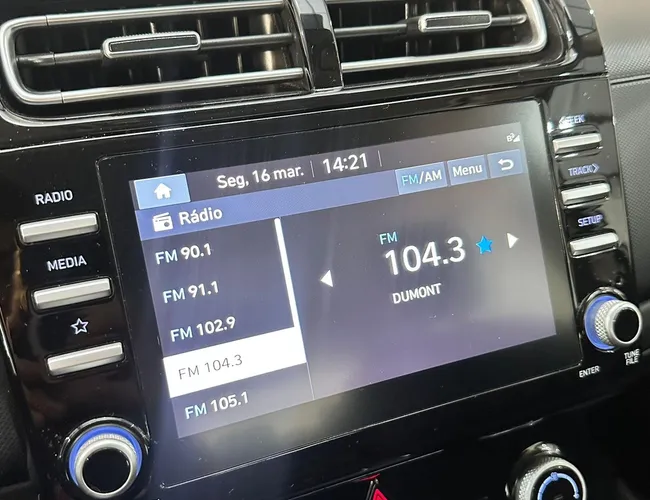 Seg, 16 mar.
14:21
SEEK
RADIO
FM/AM
Menu
TRACK
Rádio
FM 90.1
FM
104.3
SETUP
MEDIA
FM 91.1
DUMONT
FM 102.9
FM 104.3
FM 105.1
TUNE
FILE
ENTER